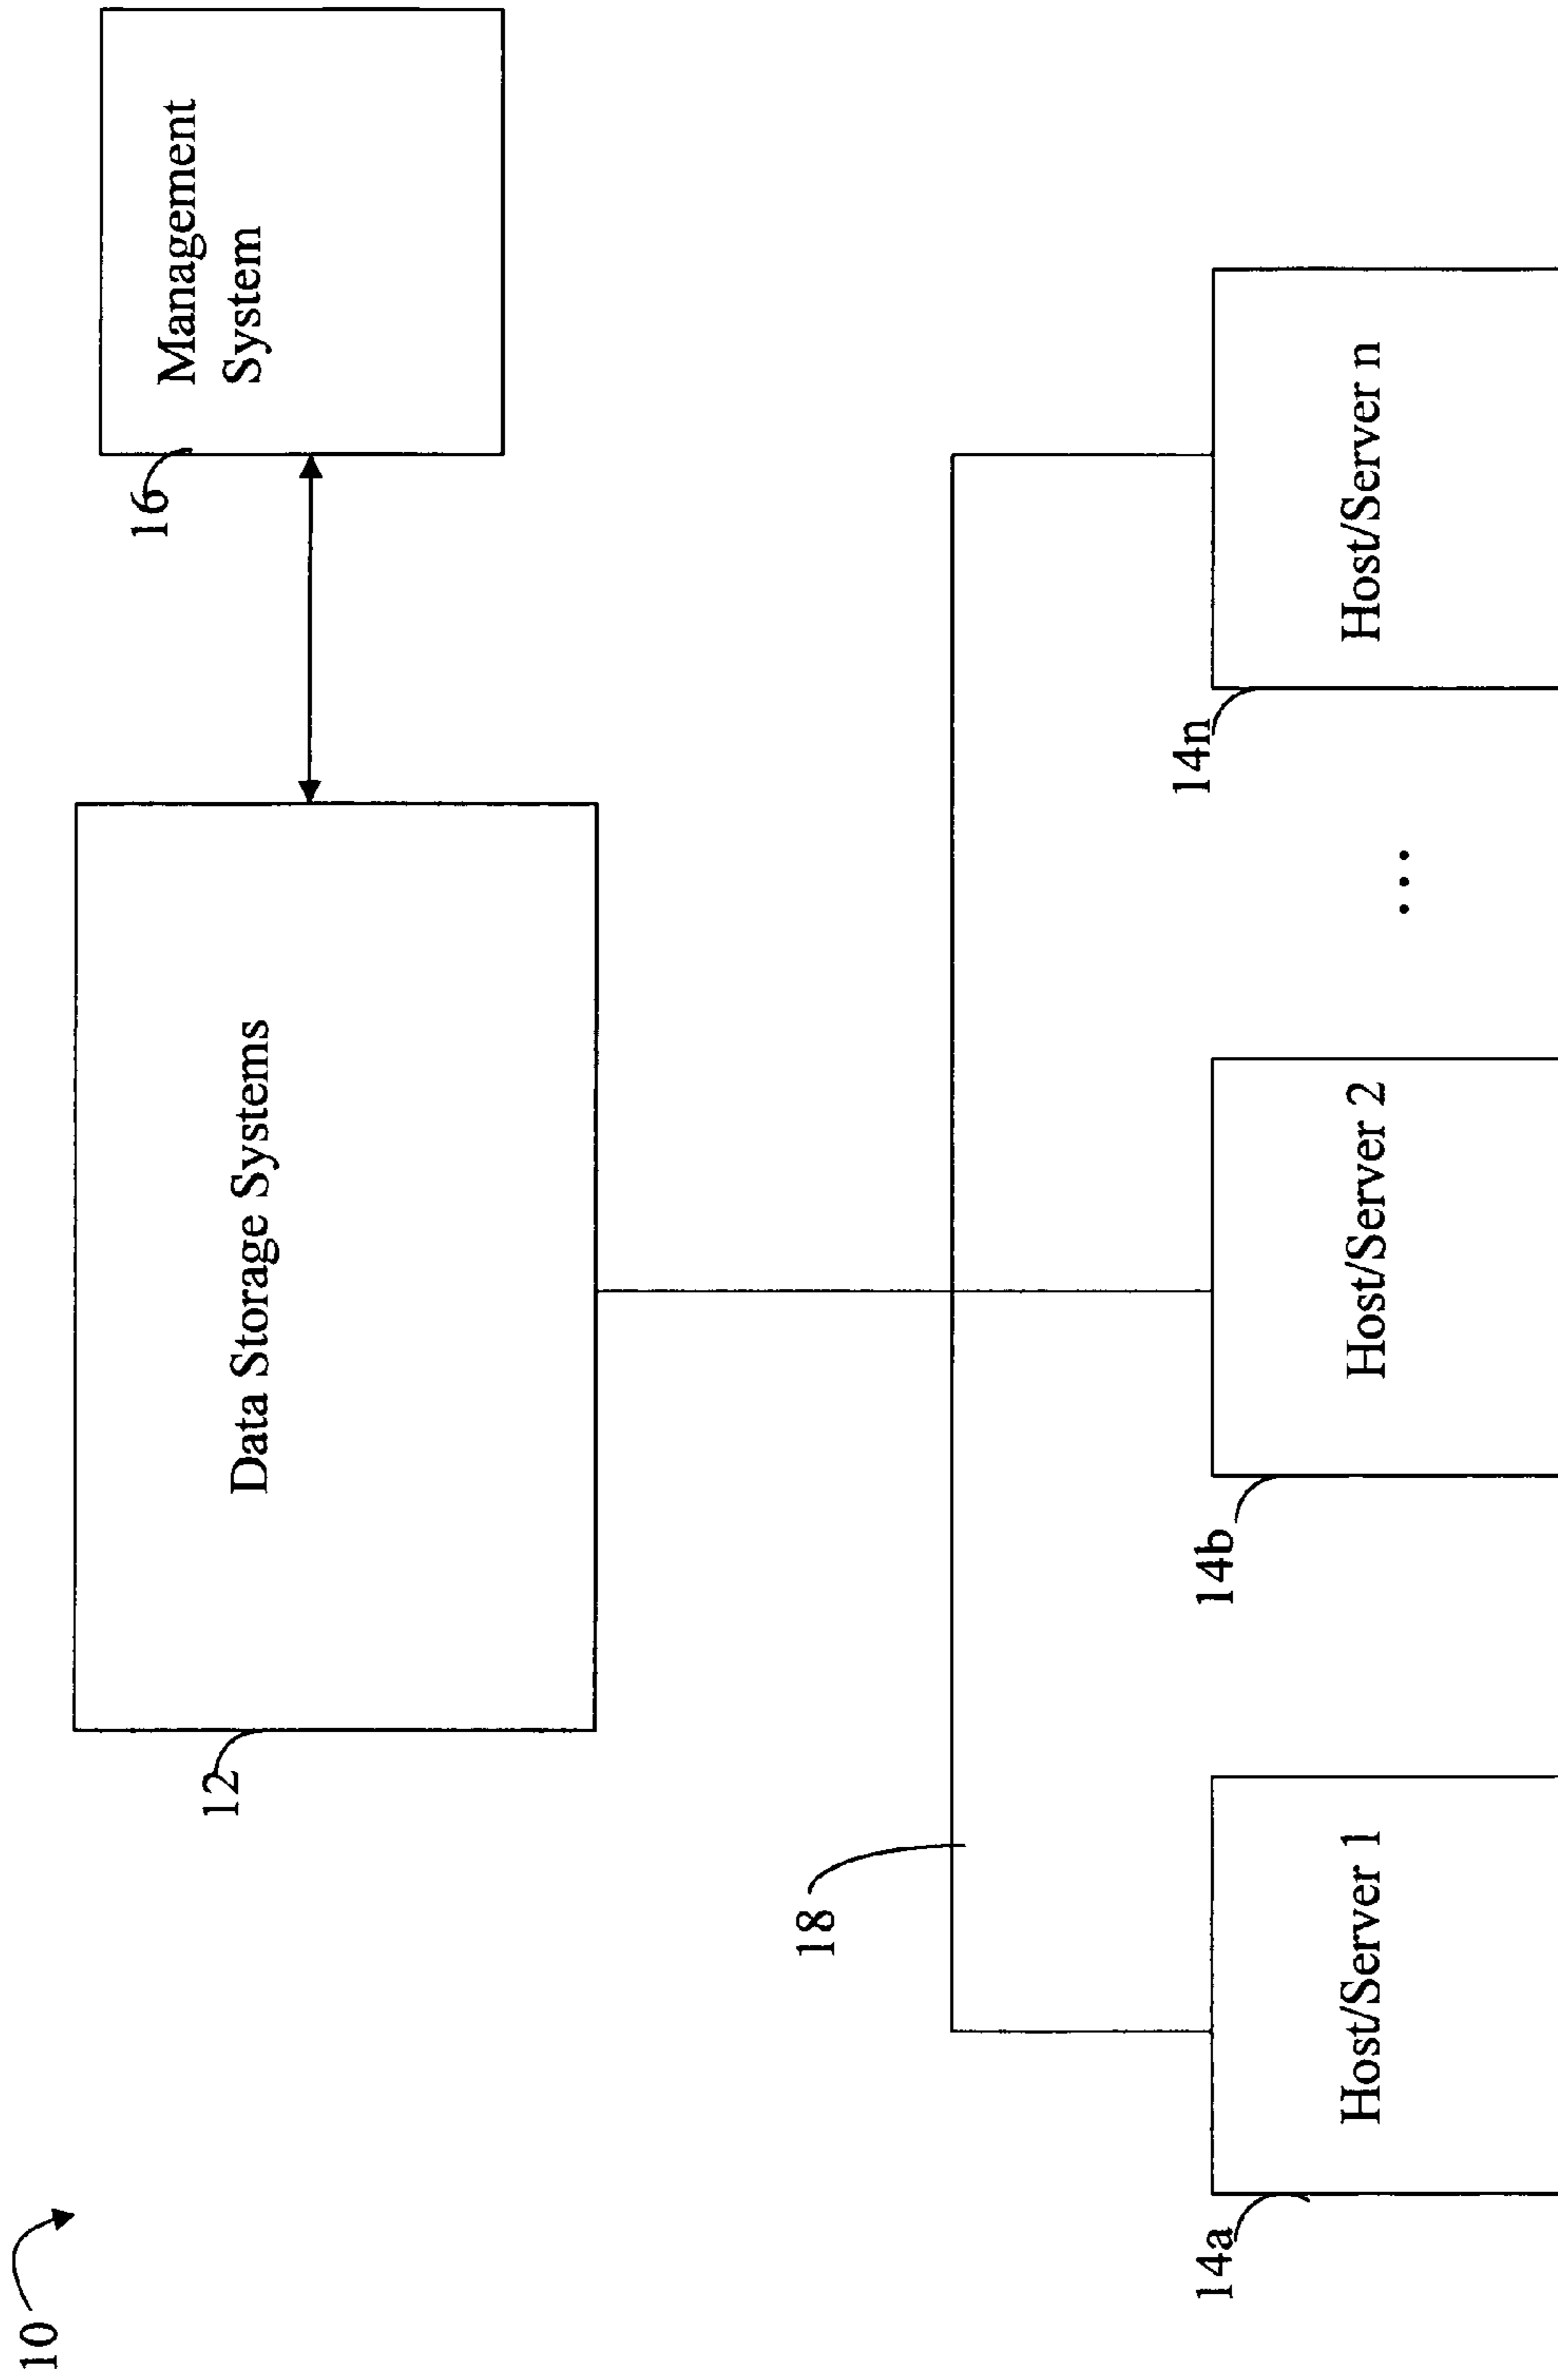 10
12
Data Storage Systems
16
Management
System
18
14a
Host/Server 1
14b
Host/Server 2
...
14n
Host/Server n